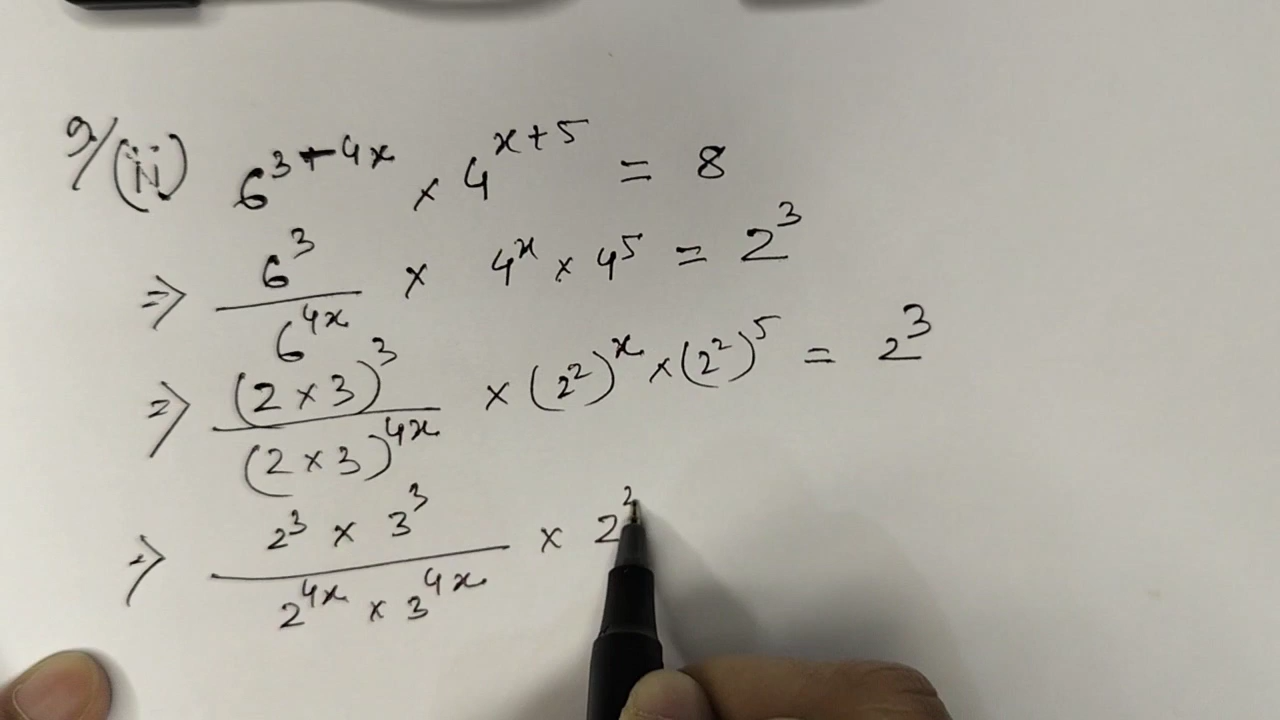 9/(ii) 6^{3-4x} × 4^{x+5} = 8
⇒ 6^3 / 6^{4x} × 4^x × 4^5 = 2^3
⇒ (2 × 3)^3 / (2 × 3)^{4x} × (2^2)^x × (2^2)^5 = 2^3
⇒ 2^3 × 3^3 / 2^{4x} × 3^{4x} × 2^2